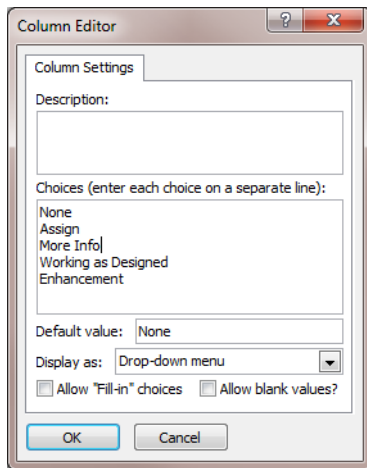 Column Editor
Column Settings
Description:
Choices (enter each choice on a separate line):
None
Assign
More Info
Working as Designed
Enhancement
Default value: None
Display as: Drop-down menu
Allow "Fill-in" choices Allow blank values?
OK Cancel